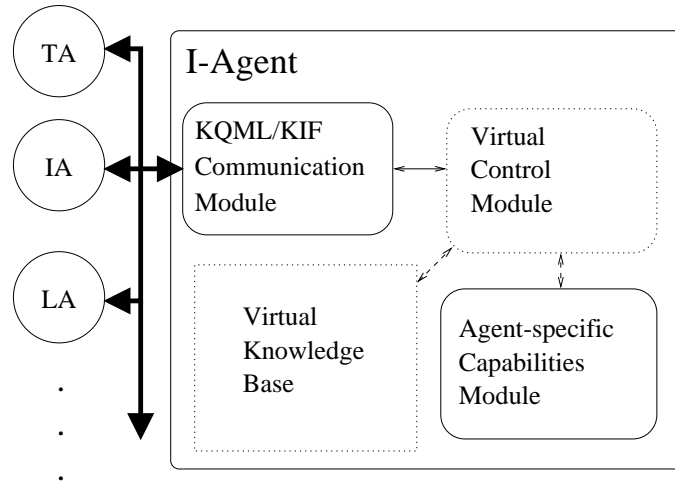 TA
IA
LA
.
.
.
I-Agent
KQML/KIF
Communication
Module
Virtual
Control
Module
Virtual
Knowledge
Base
Agent-specific
Capabilities
Module